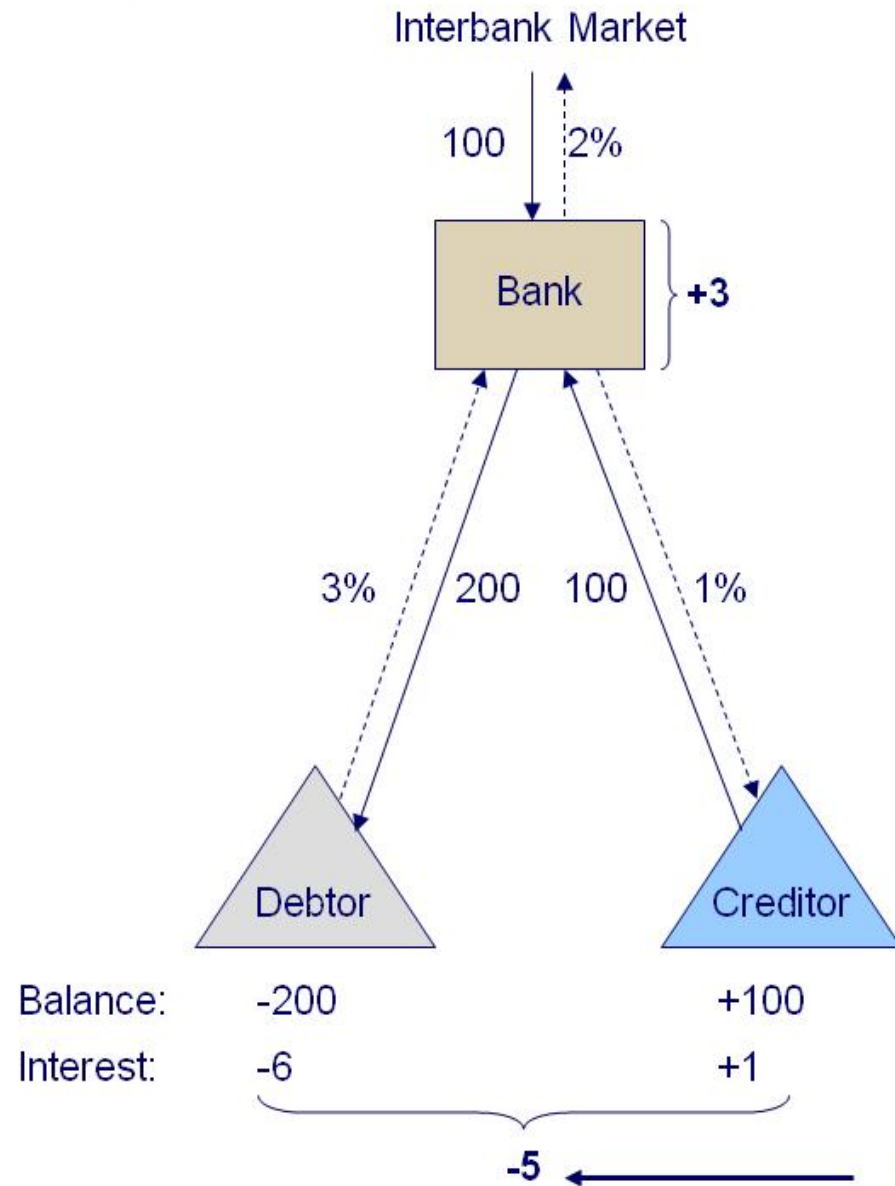 Interbank Market
100 2%
Bank +3
3% 200 100 1%
Debtor Creditor
Balance: -200 +100
Interest: -6 +1
-5